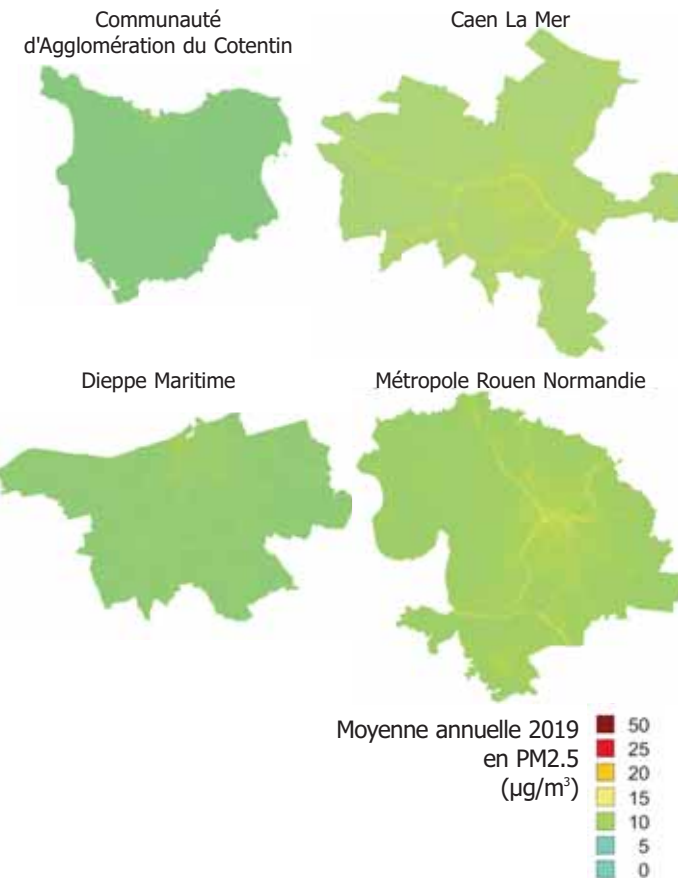 Communauté
d'Agglomération du Cotentin
Caen La Mer
Dieppe Maritime
Métropole Rouen Normandie
Moyenne annuelle 2019
en PM2.5
(µg/m³)
50
25
20
15
10
5
0